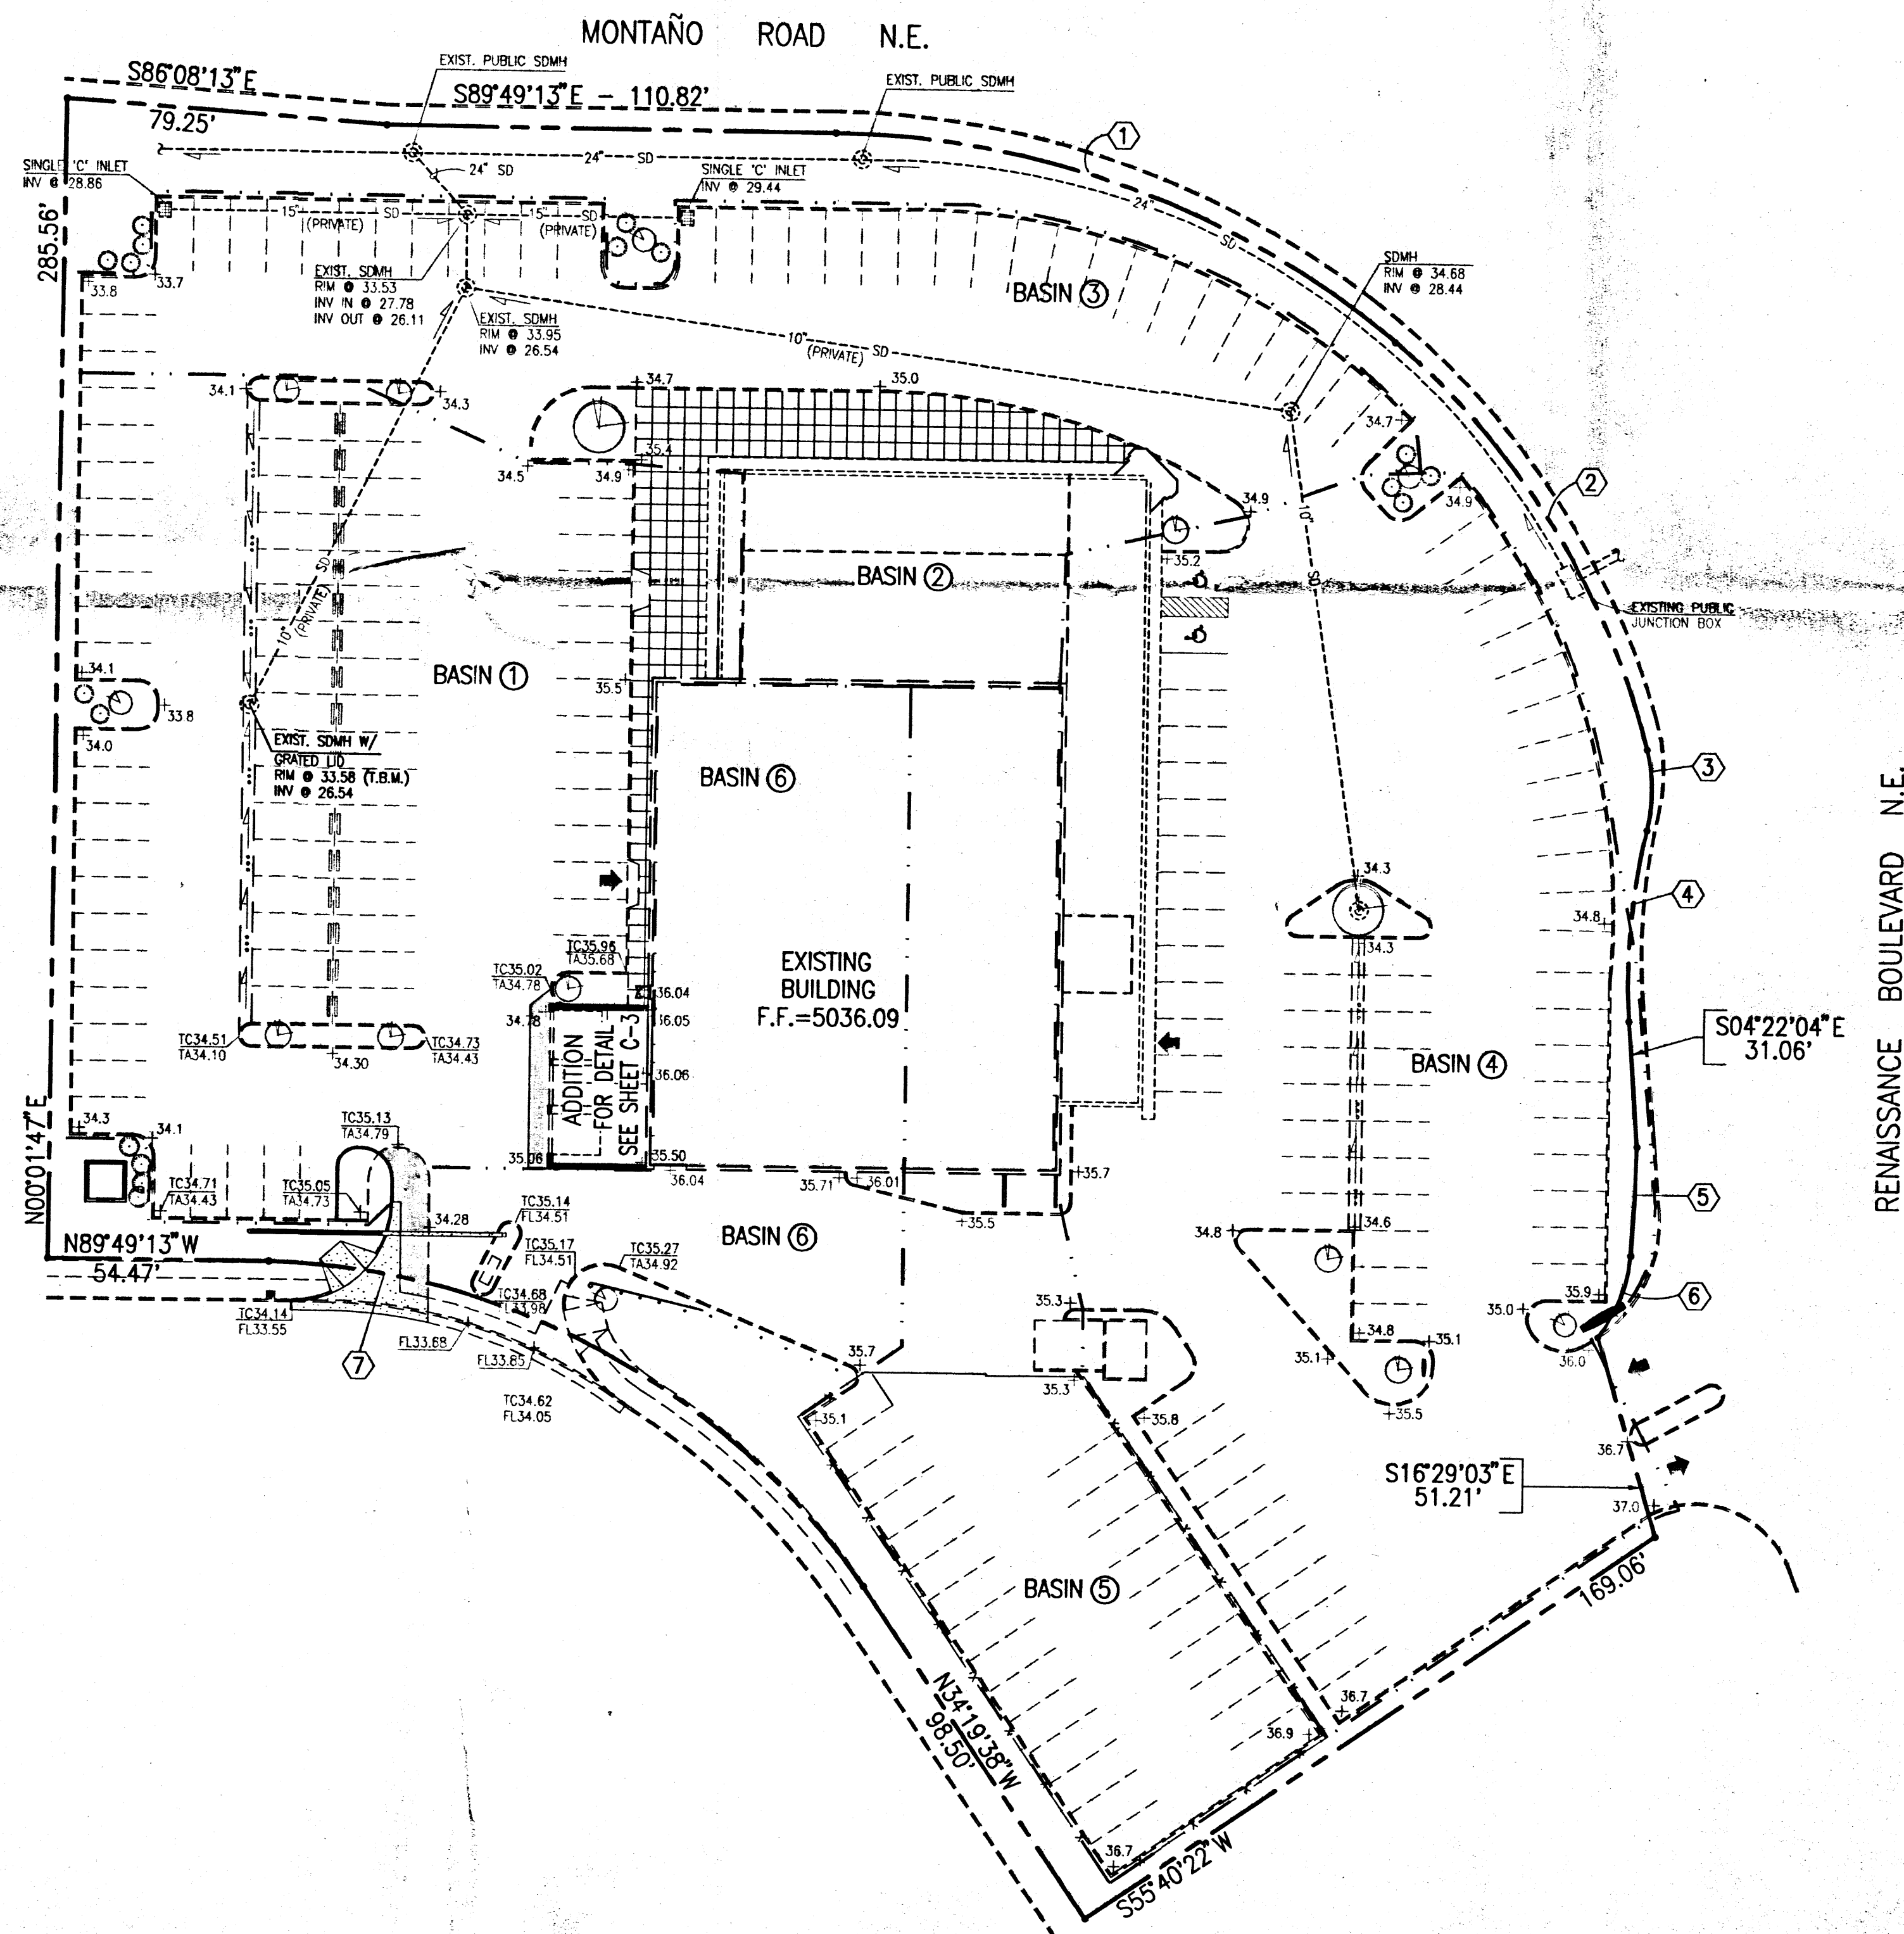 MONTAÑO ROAD N.E.
EXIST. PUBLIC SDMH
EXIST. PUBLIC SDMH
S86°08'13"E
S89°49'13"E - 110.82'
79.25'
1
SINGLE 'C' INLET
INV @ 28.86
24" SD
24" SD
SINGLE 'C' INLET
INV @ 29.44
24" SD
15" SD
(PRIVATE)
15" SD
(PRIVATE)
285.56'
33.8
33.7
EXIST. SDMH
RIM @ 33.53
INV IN @ 27.78
INV OUT @ 26.11
EXIST. SDMH
RIM @ 33.95
INV @ 26.54
BASIN 3
SDMH
RIM @ 34.68
INV @ 28.44
10" SD
(PRIVATE)
34.1
34.3
34.7
35.0
34.7
34.5
34.9
35.4
34.9
34.9
2
10" SD
35.2
BASIN 2
10" SD
(PRIVATE)
EXISTING PUBLIC
JUNCTION BOX
34.1
33.8
34.0
BASIN 1
35.5
EXIST. SDMH W/
GRATED LID
RIM @ 33.58 (T.B.M.)
INV @ 26.54
BASIN 6
3
34.3
34.3
34.8
4
RENAISSANCE BOULEVARD N.E.
TC35.96
TA35.68
TC35.02
TA34.78
36.04
36.05
34.78
EXISTING
BUILDING
F.F.=5036.09
ADDITION
FOR DETAIL
SEE SHEET C-3
36.06
S04°22'04"E
31.06'
BASIN 4
TC34.51
TA34.10
34.30
TC34.73
TA34.43
N00°01'47"E
34.3
34.1
TC35.13
TA34.79
35.06
35.50
36.04
35.71
36.01
35.7
35.5
TC34.71
TA34.43
TC35.05
TA34.73
34.28
TC35.14
FL34.51
5
BASIN 6
34.8
34.6
N89°49'13"W
54.47'
TC35.17
FL34.51
TC35.27
TA34.92
TC34.68
FL33.98
TC34.14
FL33.55
FL33.68
FL33.85
7
35.3
35.9
35.0
6
34.8
35.1
35.1
36.0
35.7
35.3
TC34.62
FL34.05
35.1
35.8
35.5
36.7
S16°29'03"E
51.21'
37.0
BASIN 5
169.06'
N34°19'38"W
98.50'
36.7
36.9
36.7
S55°40'22"W